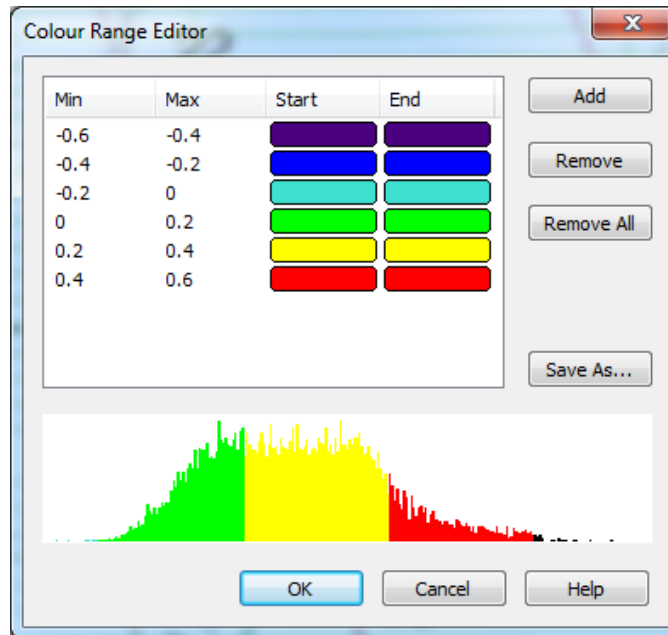 Colour Range Editor
Min Max Start End
-0.6 -0.4
-0.4 -0.2
-0.2 0
0 0.2
0.2 0.4
0.4 0.6
Add
Remove
Remove All
Save As...
OK Cancel Help